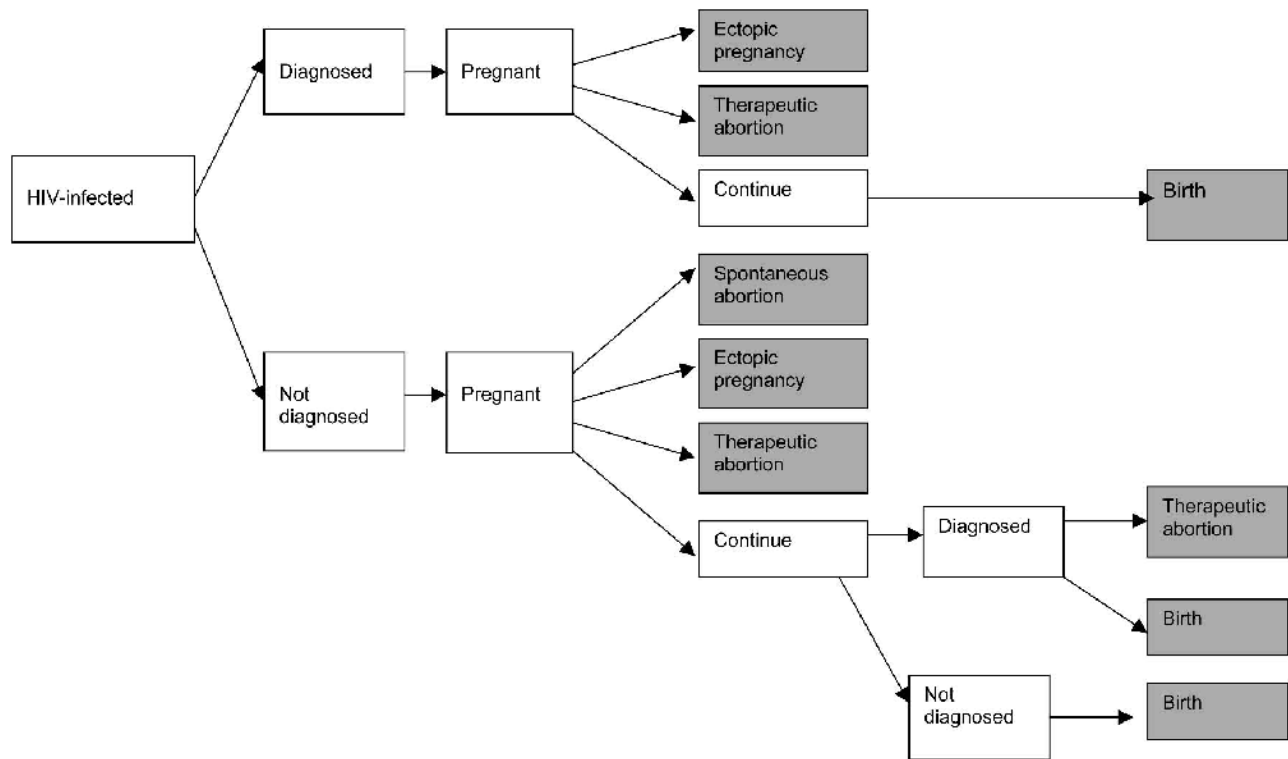 Ectopic
pregnancy
Diagnosed
Pregnant
Therapeutic
abortion
HIV-infected
Continue
Birth
Spontaneous
abortion
Ectopic
pregnancy
Not
diagnosed
Pregnant
Therapeutic
abortion
Continue
Diagnosed
Therapeutic
abortion
Birth
Not
diagnosed
Birth